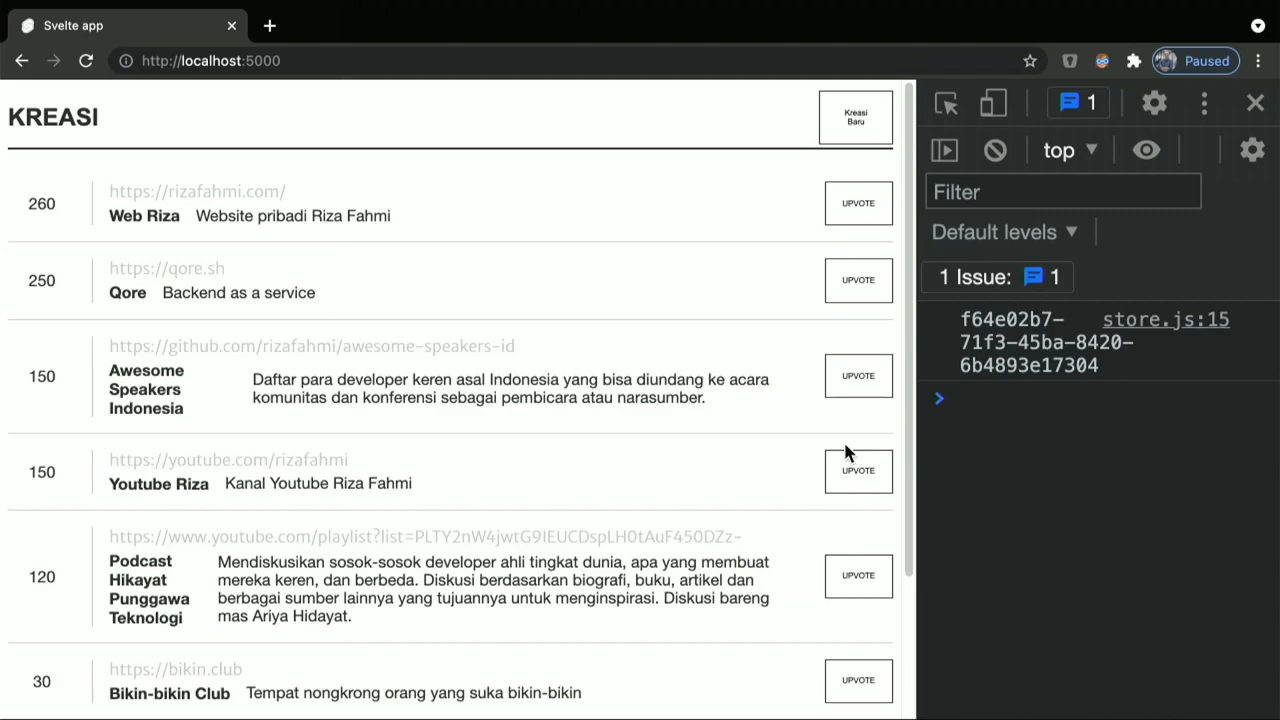 Svelte app
http://localhost:5000
Paused
KREASI
Kreasi
Baru
260
https://rizafahmi.com/
Web Riza Website pribadi Riza Fahmi
UPVOTE
250
https://qore.sh
Qore Backend as a service
UPVOTE
150
https://github.com/rizafahmi/awesome-speakers-id
Awesome
Speakers
Indonesia
Daftar para developer keren asal Indonesia yang bisa diundang ke acara
komunitas dan konferensi sebagai pembicara atau narasumber.
UPVOTE
150
https://youtube.com/rizafahmi
Youtube Riza Kanal Youtube Riza Fahmi
UPVOTE
120
https://www.youtube.com/playlist?list=PLTY2nW4jwtG9IEUCDspLH0tAuF450DZz-
Podcast
Hikayat
Punggawa
Teknologi
Mendiskusikan sosok-sosok developer ahli tingkat dunia, apa yang membuat
mereka keren, dan berbeda. Diskusi berdasarkan biografi, buku, artikel dan
berbagai sumber lainnya yang tujuannya untuk menginspirasi. Diskusi bareng
mas Ariya Hidayat.
UPVOTE
30
https://bikin.club
Bikin-bikin Club Tempat nongkrong orang yang suka bikin-bikin
UPVOTE
1
top
Filter
Default levels
1 Issue: 1
f64e02b7- store.js:15
71f3-45ba-8420-
6b4893e17304